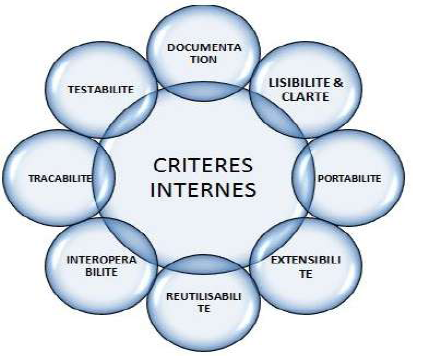 DOCUMENTA
TION
LISIBILITE &
CLARTE
TESTABILITE
CRITERES
INTERNES
TRACABILITE
PORTABILITE
INTEROPERA
BILITE
EXTENSIBILI
TE
REUTILISABILI
TE